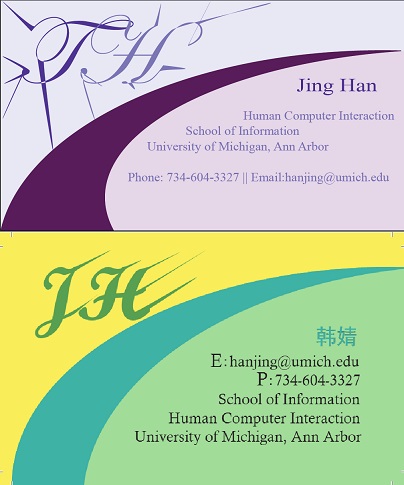 JH
Jing Han
Human Computer Interaction
School of Information
University of Michigan, Ann Arbor
Phone: 734-604-3327 || Email:hanjing@umich.edu
JH
韩婧
E:hanjing@umich.edu
P:734-604-3327
School of Information
Human Computer Interaction
University of Michigan, Ann Arbor